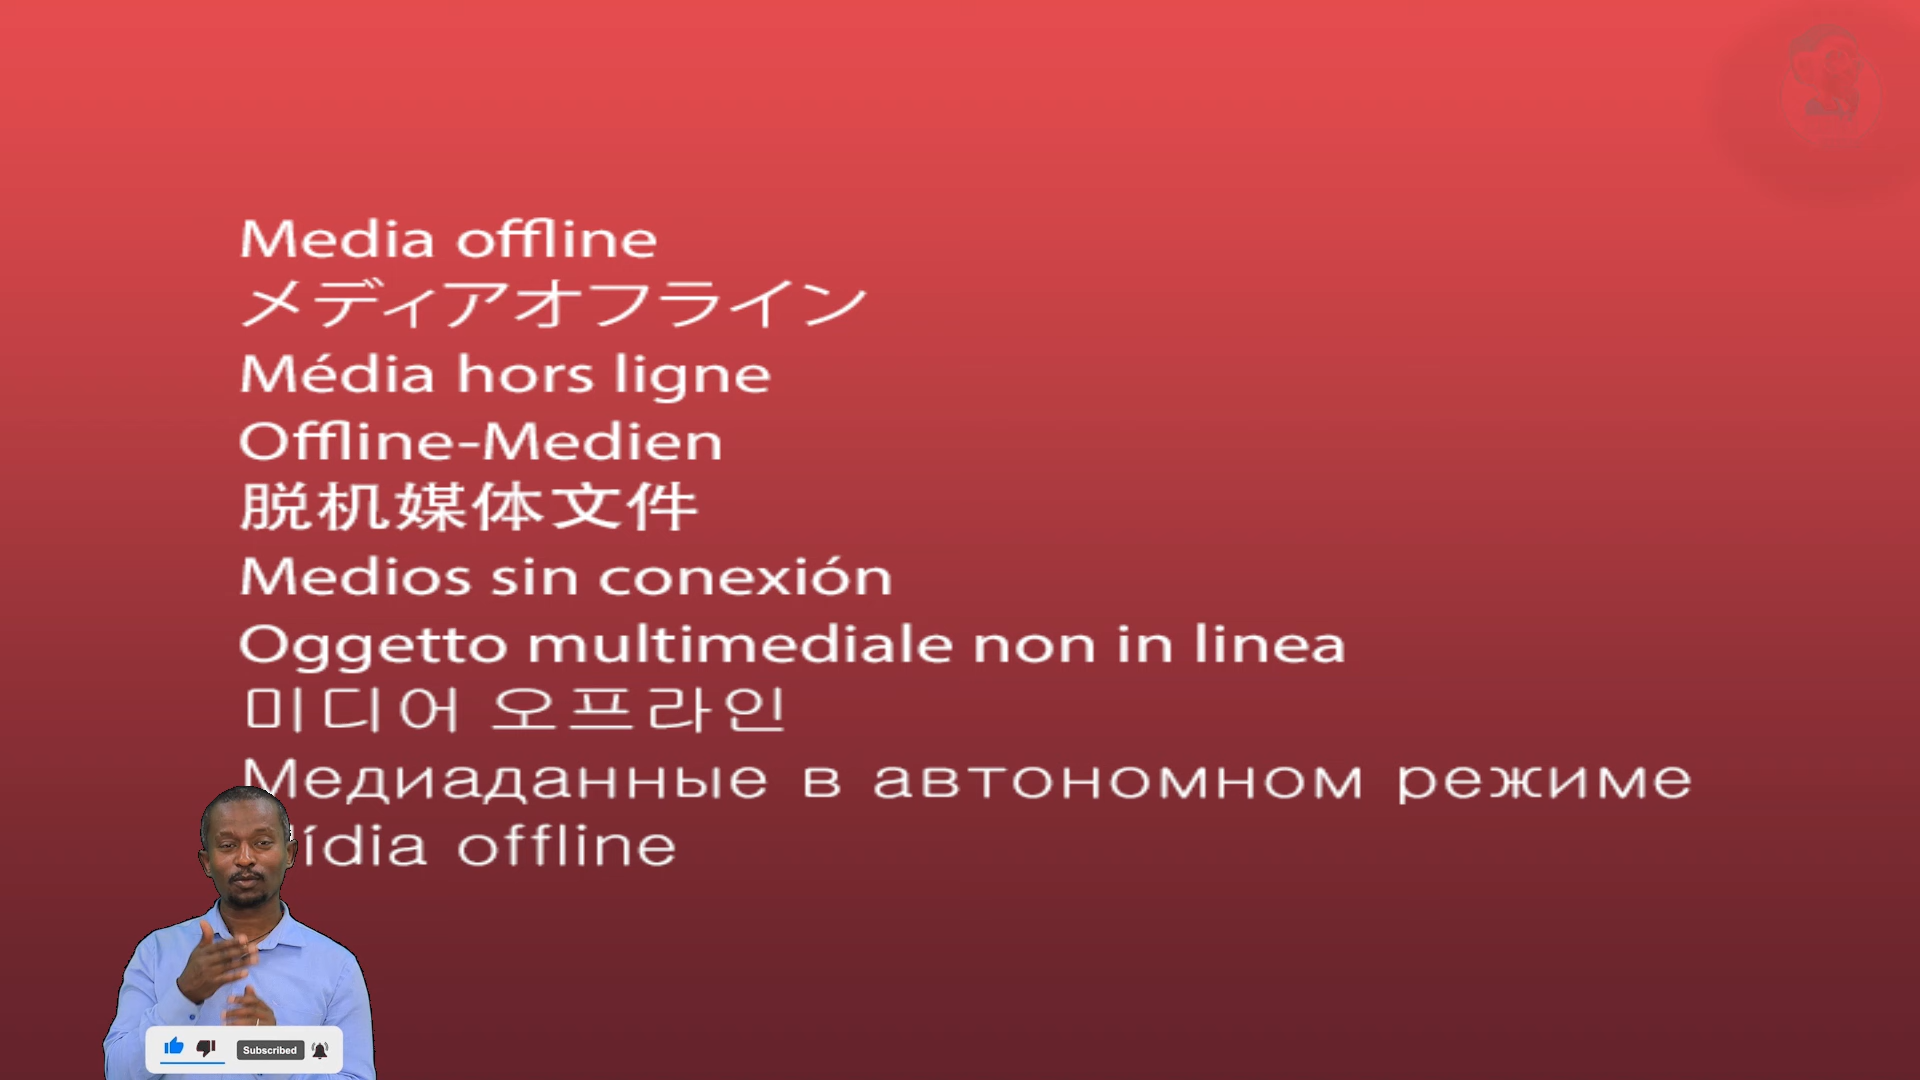 Media offline
メディアオフライン
Média hors ligne
Offline-Medien
脱机媒体文件
Medios sin conexión
Oggetto multimediale non in linea
미디어 오프라인
Медиаданные в автономном режиме
ídia offline
Subscribed